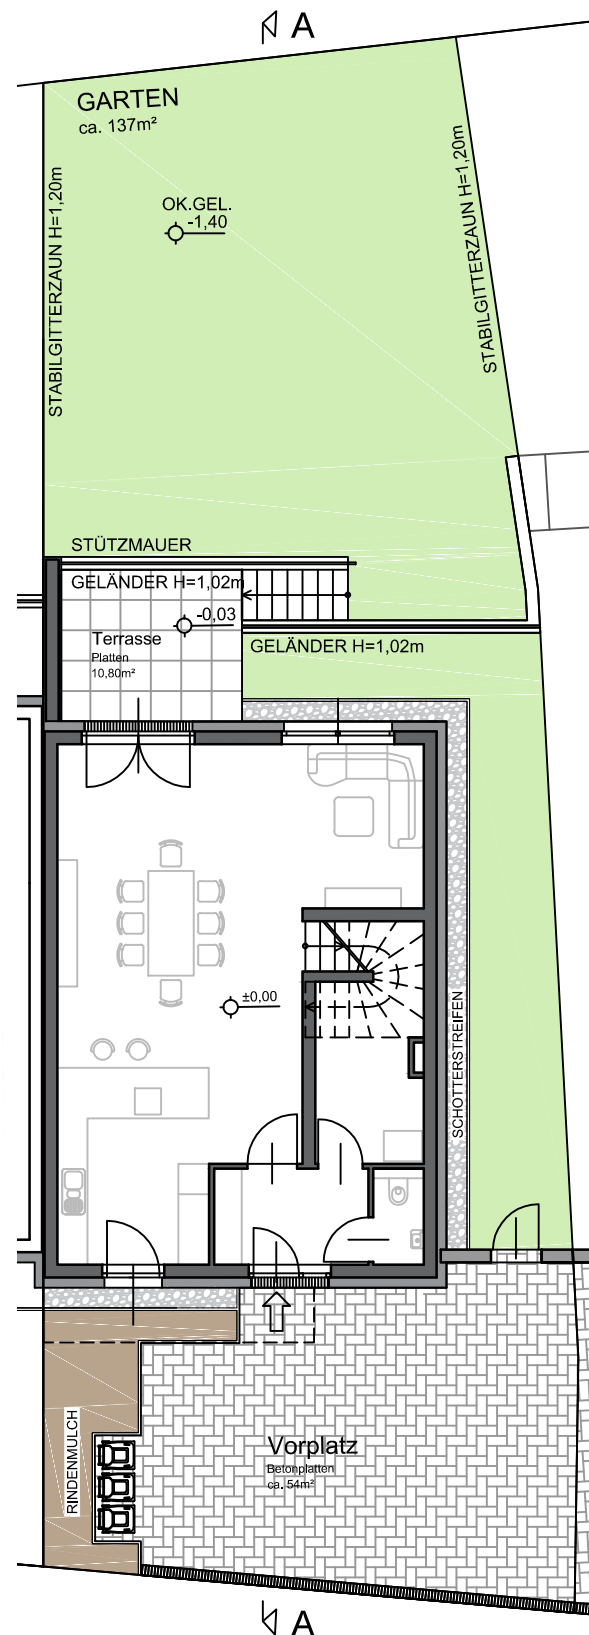 A
GARTEN
ca. 137m²
STABILGITTERZAUN H=1,20m
STABILGITTERZAUN H=1,20m
OK.GEL.
-1,40
STÜTZMAUER
GELÄNDER H=1,02m
-0,03
Terrasse
Platten
10,80m²
GELÄNDER H=1,02m
±0,00
SCHOTTERSTREIFEN
RINDENMULCH
Vorplatz
Betonplatten
ca. 54m²
A